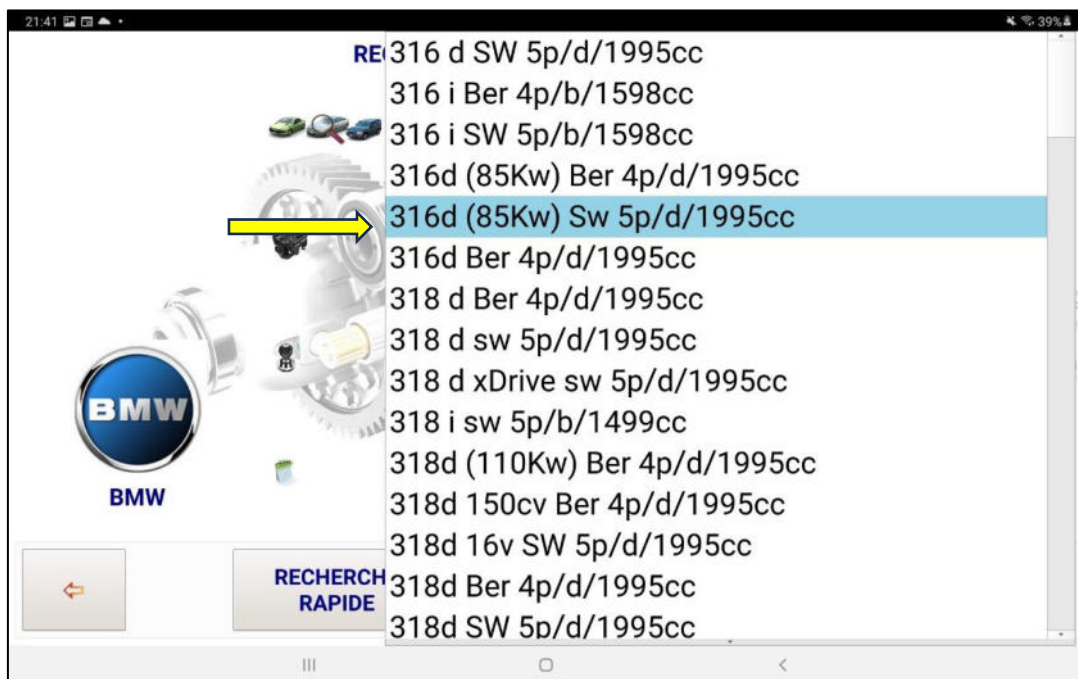 21:41
39%
REC
316 d SW 5p/d/1995cc
316 i Ber 4p/b/1598cc
316 i SW 5p/b/1598cc
316d (85Kw) Ber 4p/d/1995cc
316d (85Kw) Sw 5p/d/1995cc
316d Ber 4p/d/1995cc
318 d Ber 4p/d/1995cc
318 d sw 5p/d/1995cc
318 d xDrive sw 5p/d/1995cc
318 i sw 5p/b/1499cc
318d (110Kw) Ber 4p/d/1995cc
318d 150cv Ber 4p/d/1995cc
318d 16v SW 5p/d/1995cc
318d Ber 4p/d/1995cc
318d SW 5p/d/1995cc
BMW
BMW
RECHERCH
RAPIDE